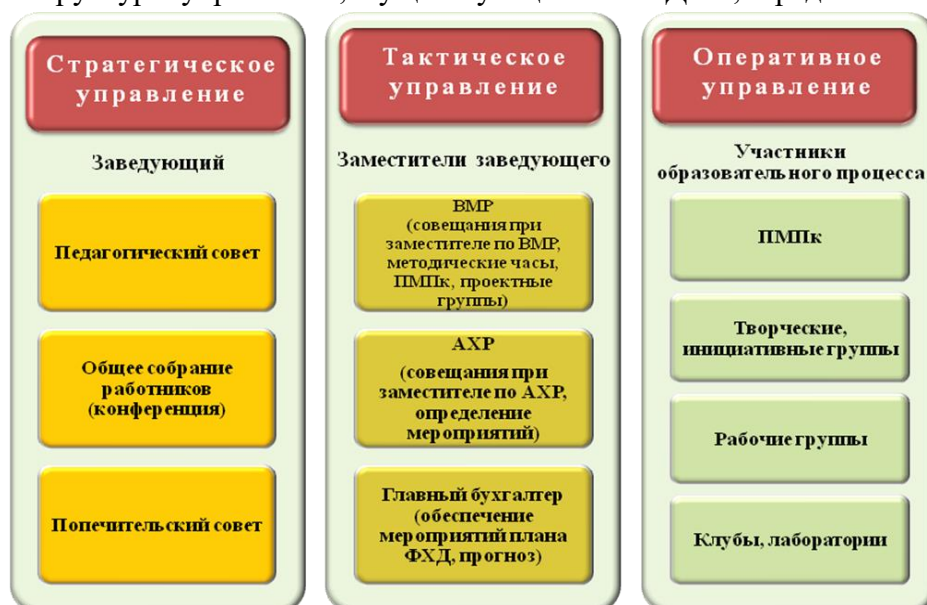 Стратегическое
управление
Заведующий
Педагогический совет
Общее собрание
работников
(конференция)
Попечительский совет
Тактическое
управление
Заместители заведующего
ВМР
(совещания при
заместителе по ВМР,
методические часы,
ПМПк, проектные
группы)
АХР
(совещания при
заместителе по АХР,
определение
мероприятий)
Главный бухгалтер
(обеспечение
мероприятий плана
ФХД, прогноз)
Оперативное
управление
Участники
образовательного процесса
ПМПк
Творческие,
инициативные группы
Рабочие группы
Клубы, лаборатории